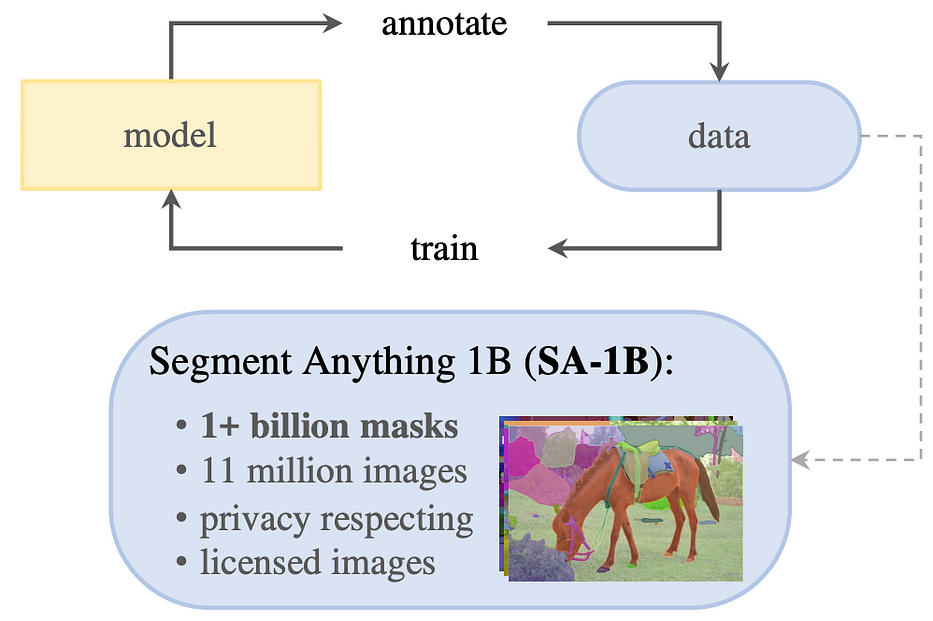 annotate
model
data
train
Segment Anything 1B (SA-1B):
• 1+ billion masks
• 11 million images
• privacy respecting
• licensed images